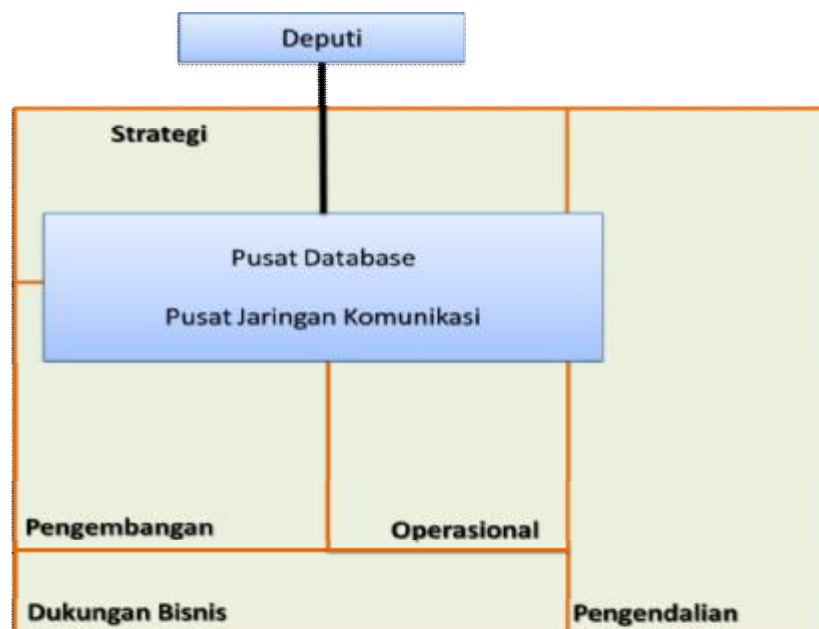 Deputi
Strategi
Pusat Database
Pusat Jaringan Komunikasi
Pengembangan
Operasional
Dukungan Bisnis
Pengendalian